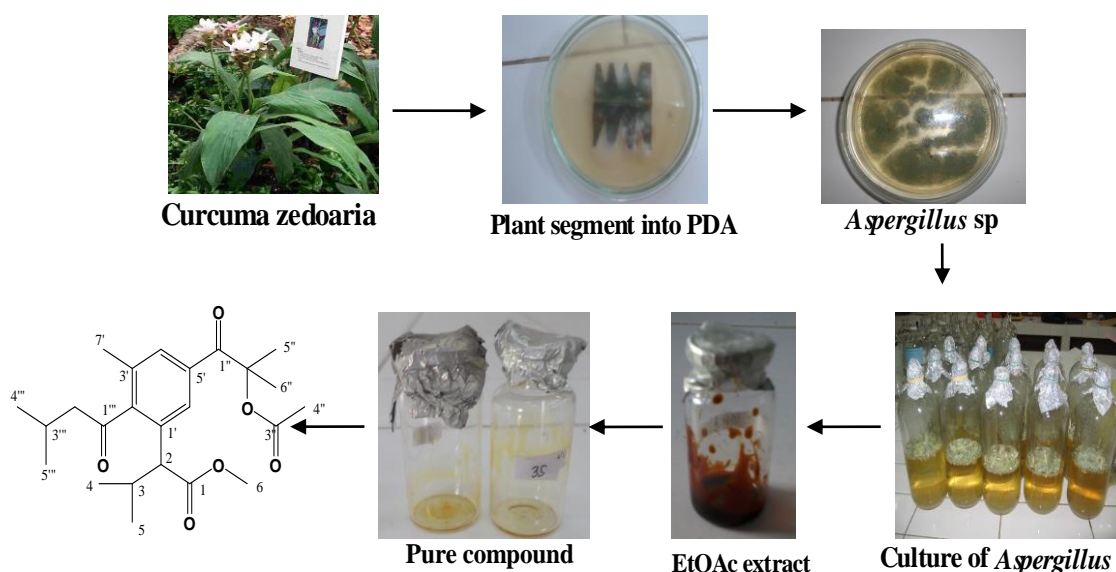 Curcuma zedoaria
Plant segment into PDA
Aspergillus sp
Culture of Aspergillus
EtOAc extract
Pure compound
35
O
7'
3'
5'
1''
5''
6''
O
4''
3''
O
4'''
3'''
5'''
1'''
O
1'
2
4
3
5
1
O
6
O